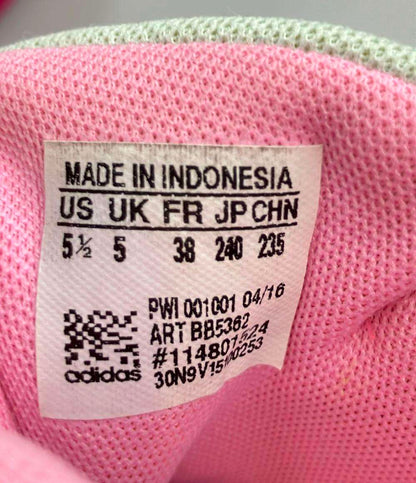 MADE IN INDONESIA
US UK FR JP CHN
5½ 5 38 240 235
PWI 001001 04/16
ART BB5362
#114801524
adidas